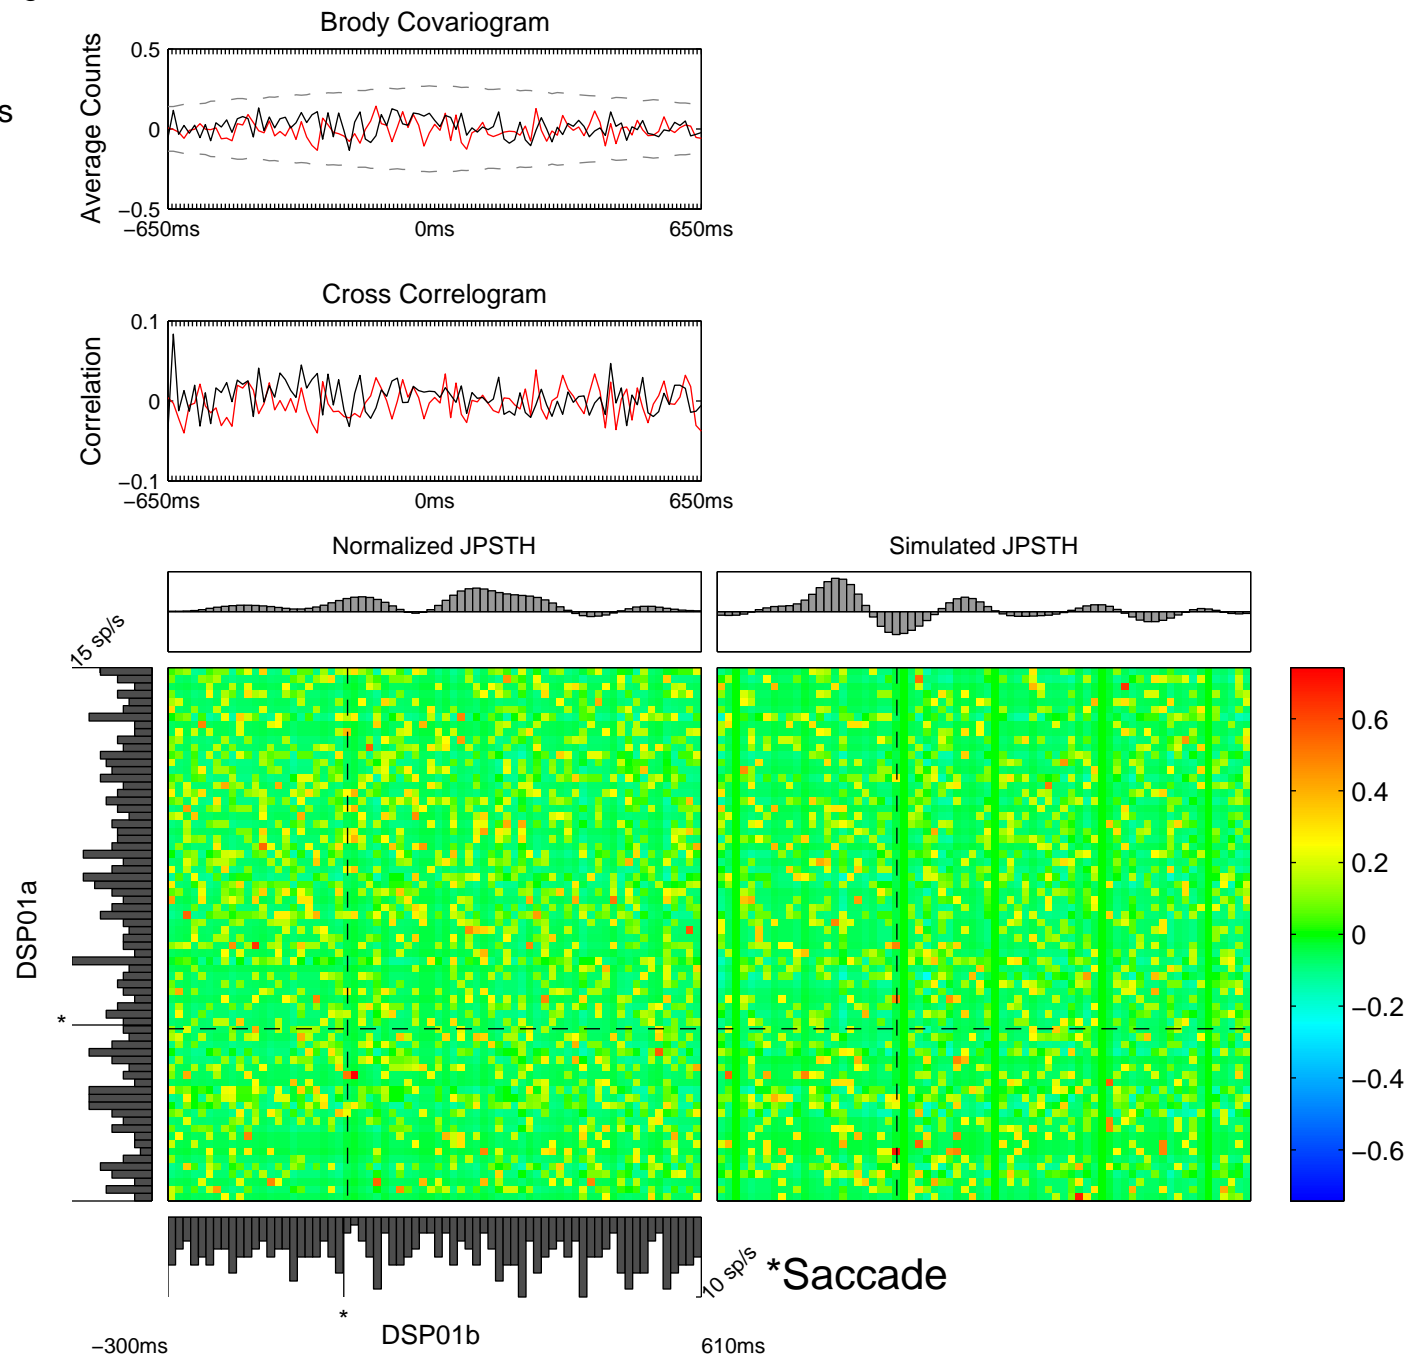 g
Brody Covariogram
0.5
0
−0.5
Average Counts
s
−650ms 0ms 650ms
Cross Correlogram
0.1
0
−0.1
Correlation
−650ms 0ms 650ms
Normalized JPSTH
Simulated JPSTH
15 sp/s
DSP01a
*
0.6
0.4
0.2
0
−0.2
−0.4
−0.6
10 sp/s
*Saccade
*
DSP01b
−300ms 610ms